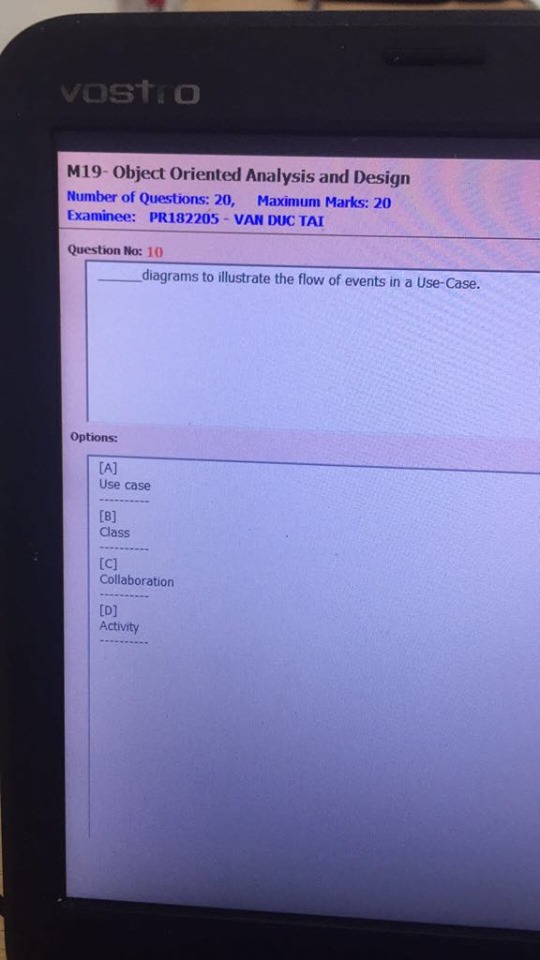 vostro
M19- Object Oriented Analysis and Design
Number of Questions: 20, Maximum Marks: 20
Examinee: PR182205 - VAN DUC TAI
Question No: 10
______diagrams to illustrate the flow of events in a Use-Case.
Options:
[A]
Use case
----------
[B]
Class
----------
[C]
Collaboration
----------
[D]
Activity
----------